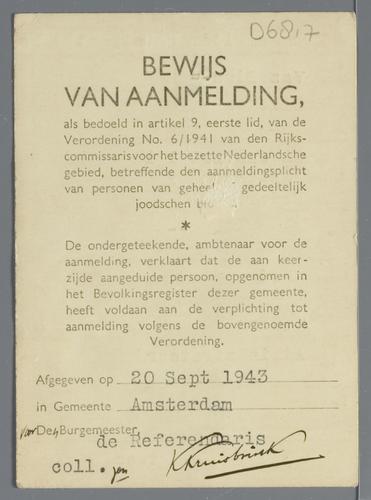 D68,7
BEWIJS
VAN AANMELDING,
als bedoeld in artikel 9, eerste lid, van de
Verordening No. 6/1941 van den Rijks-
commissaris voor het bezette Nederlandsche
gebied, betreffende den aanmeldingsplicht
van personen van geheel gedeeltelijk
joodschen
*
De ondergeteekende, ambtenaar voor de
aanmelding, verklaart dat de aan keer-
zijde aangeduide persoon, opgenomen in
het Bevolkingsregister dezer gemeente,
heeft voldaan aan de verplichting tot
aanmelding volgens de bovengenoemde
Verordening.
Afgegeven op 20 Sept 1943
in Gemeente Amsterdam
Voor De Burgemeester,
de Referendaris
coll.